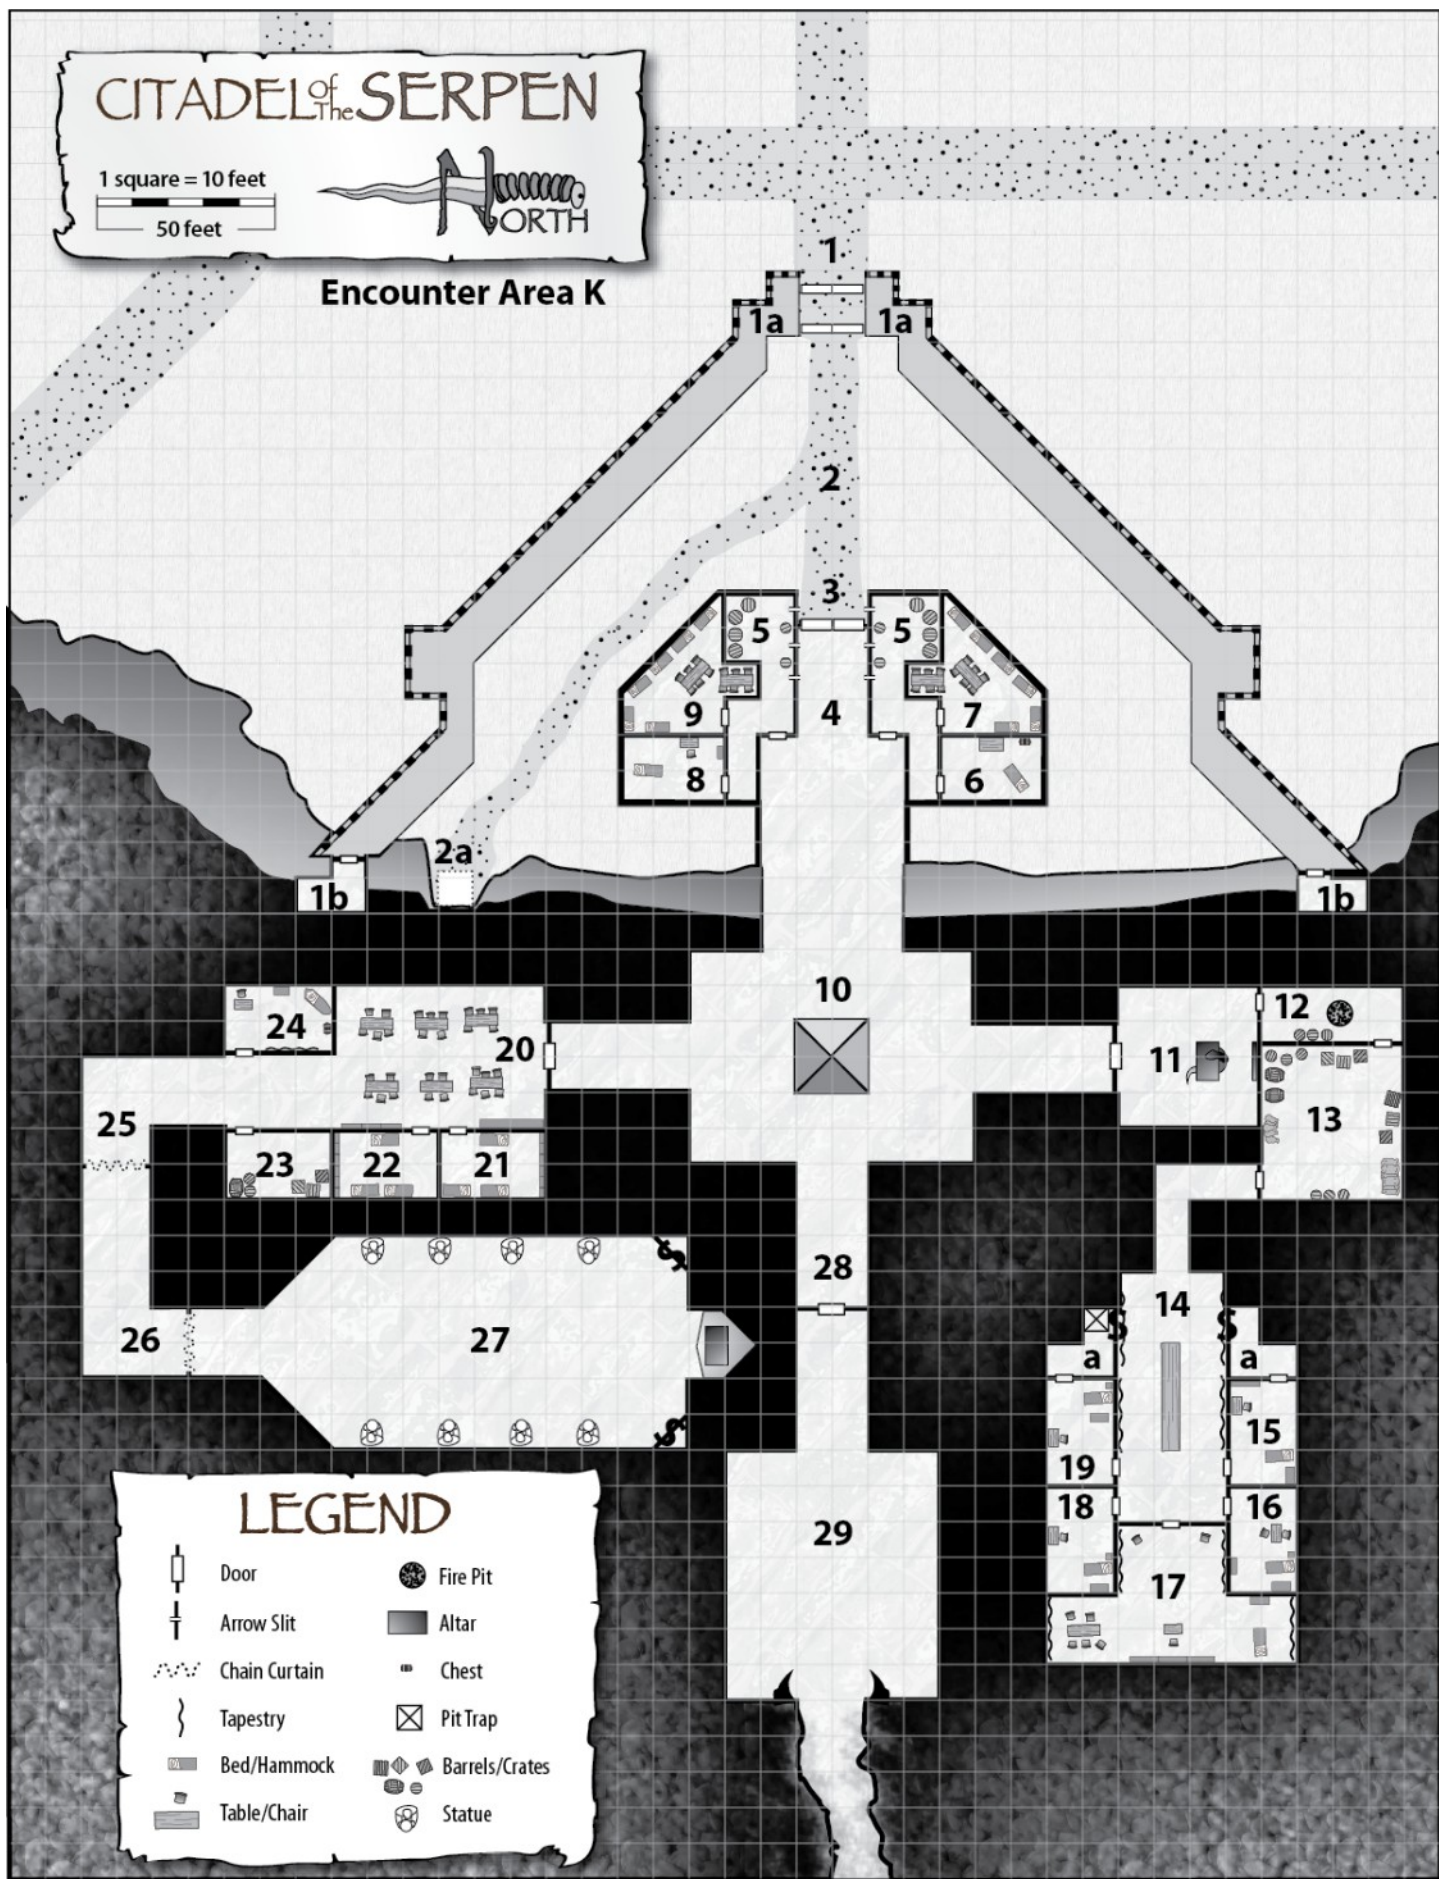 CITADEL of The SERPEN
1 square = 10 feet
50 feet
NORTH
Encounter Area K
1
1a
1a
2
3
5
5
4
9
7
8
6
2a
1b
1b
10
12
24
20
11
25
13
23
22
21
28
14
26
27
a
a
15
19
18
16
29
17
$
$
S
S
LEGEND
Door
Fire Pit
Arrow Slit
Altar
Chain Curtain
Chest
Tapestry
Pit Trap
Bed/Hammock
Barrels/Crates
Table/Chair
Statue